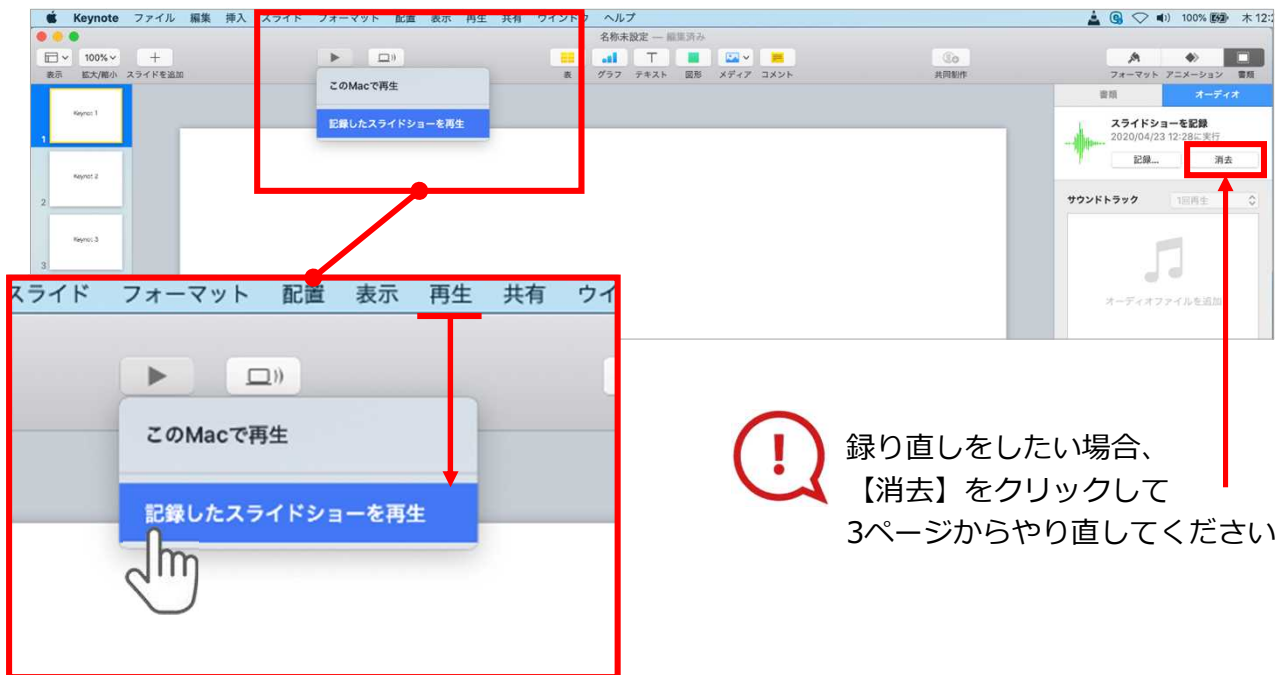 Keynote ファイル 編集 挿入 スライド フォーマット 配置 表示 再生 共有 ウインドウ ヘルプ 100% 木12:2
名称未設定 — 編集済み
100%
表示 拡大/縮小 スライドを追加 表 グラフ テキスト 図形 メディア コメント 共同制作 フォーマット アニメーション 書類
このMacで再生
記録したスライドショーを再生
書類 オーディオ
スライドショーを記録
2020/04/23 12:28に実行
記録... 消去
サウンドトラック 1回再生
オーディオファイルを追加
Keynot 1
1
Keynot 2
2
Keynot 3
3
スライド フォーマット 配置 表示 再生 共有 ウイ
このMacで再生
記録したスライドショーを再生
!
録り直しをしたい場合、
【消去】をクリックして
3ページからやり直してください